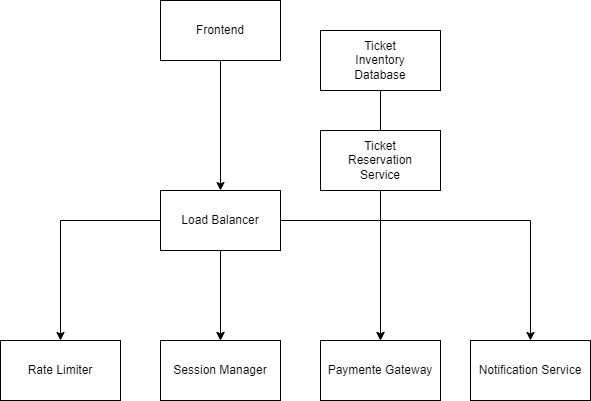 Frontend
Ticket
Inventory
Database
Ticket
Reservation
Service
Load Balancer
Rate Limiter
Session Manager
Paymente Gateway
Notification Service